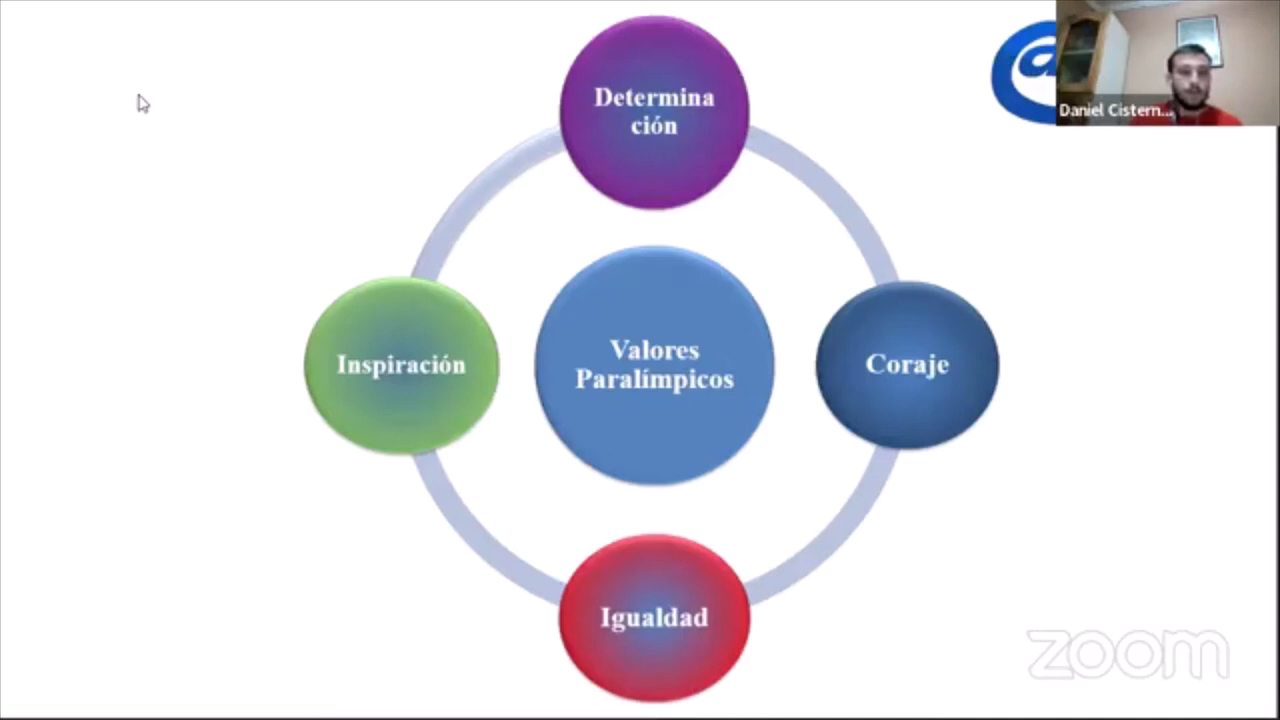 Determina
ción
Daniel Cistern...
Inspiración
Valores
Paralímpicos
Coraje
Igualdad
zoom